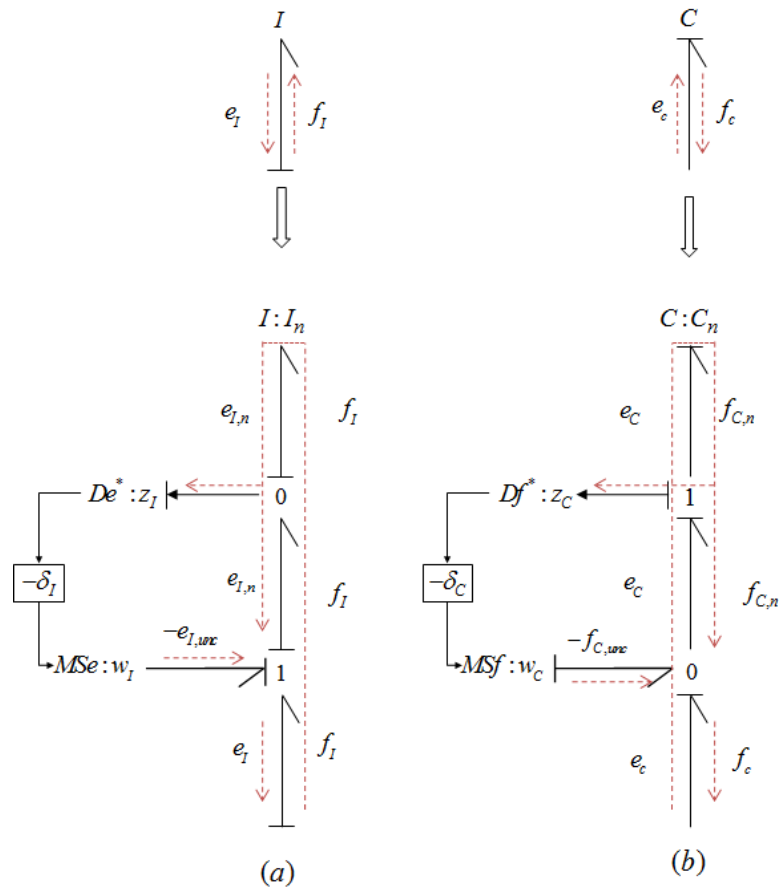 I
C
e_I f_I
e_c f_c
I : I_n
C : C_n
e_{I,n} f_I
e_C f_{C,n}
De* : z_I 0
Df* : z_C 1
−δ_I e_{I,n} f_I
−δ_C e_C f_{C,n}
−e_{I,unc}
MSe : w_I 1
−f_{C,unc}
MSf : w_C 0
e_I f_I
e_c f_c
(a)
(b)